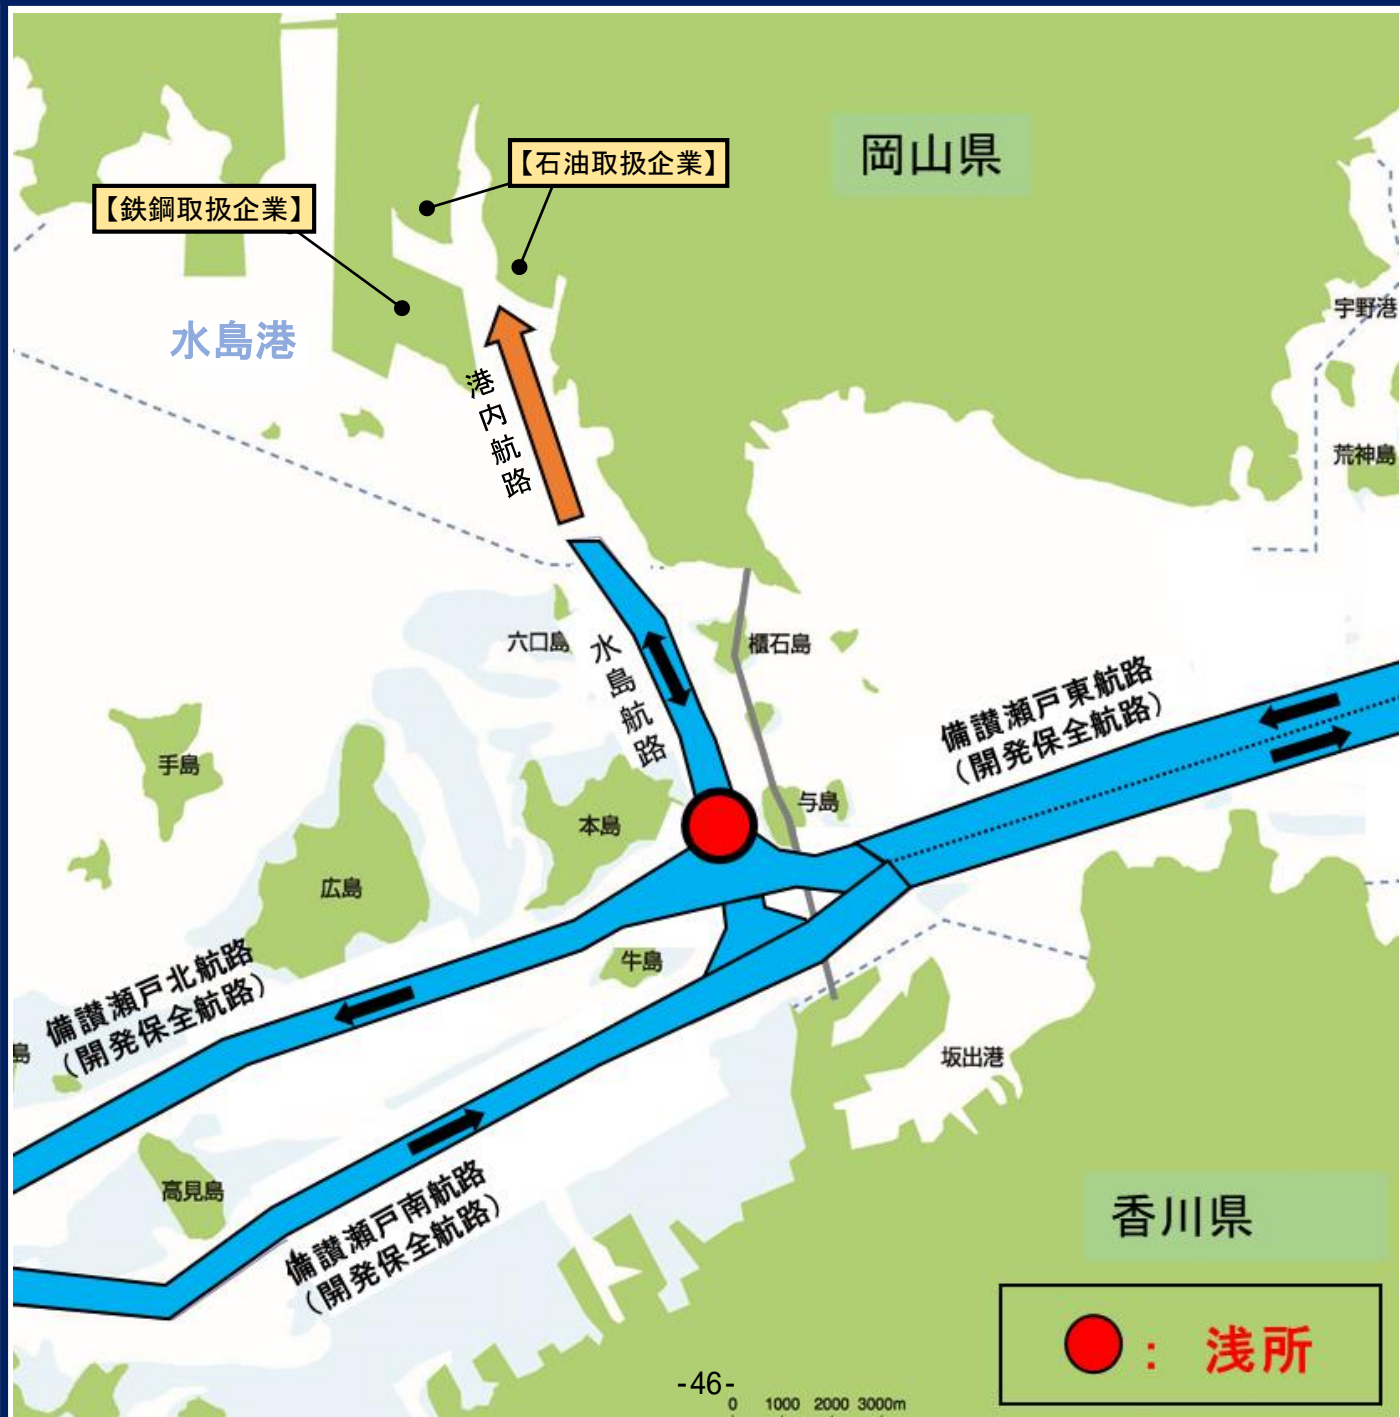 岡山県
【石油取扱企業】
【鉄鋼取扱企業】
宇野港
水島港
港内航路
荒神島
六口島
櫃石島
水島航路
備讃瀬戸東航路
（開発保全航路）
手島
与島
本島
広島
牛島
備讃瀬戸北航路
（開発保全航路）
島
坂出港
高見島
備讃瀬戸南航路
（開発保全航路）
香川県
： 浅所
-46-
0 1000 2000 3000m